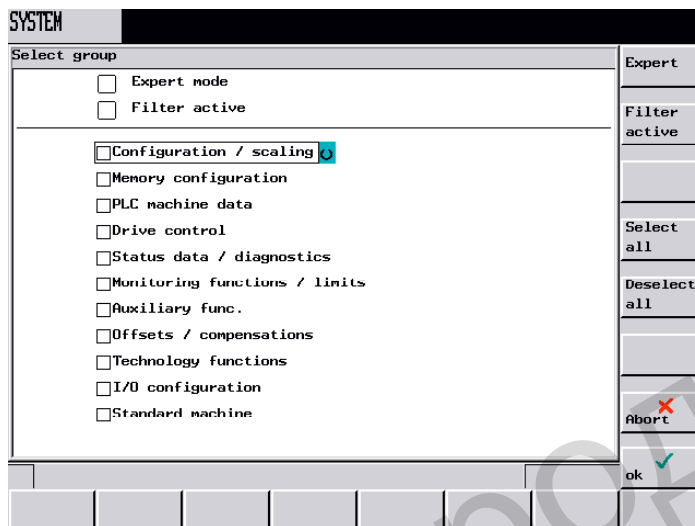 SYSTEM
Select group
Expert mode
Filter active
Configuration / scaling
Memory configuration
PLC machine data
Drive control
Status data / diagnostics
Monitoring functions / limits
Auxiliary func.
Offsets / compensations
Technology functions
I/O configuration
Standard machine
Expert
Filter
active
Select
all
Deselect
all
Abort
ok